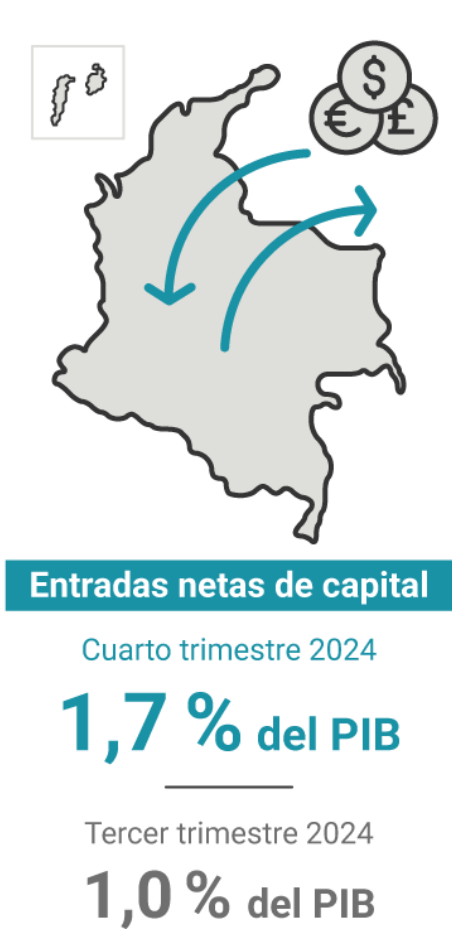 $
€ £
Entradas netas de capital
Cuarto trimestre 2024
1,7 % del PIB
Tercer trimestre 2024
1,0 % del PIB